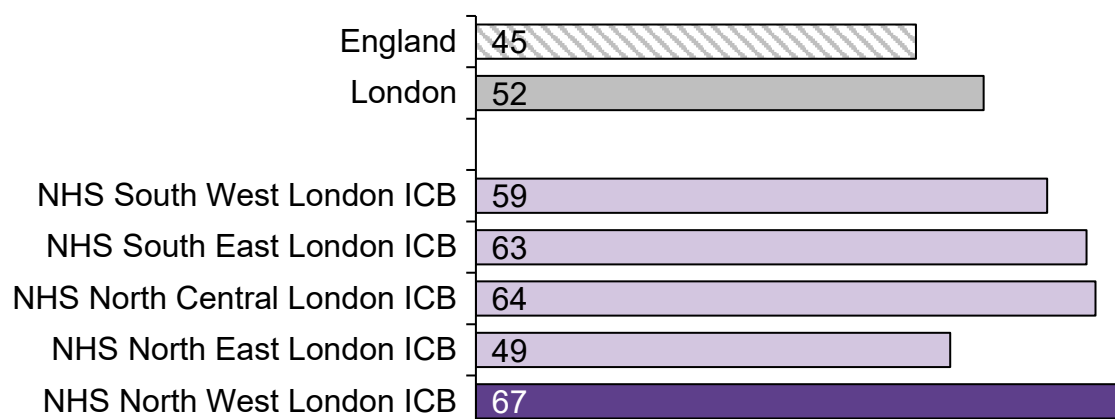 England 45
London 52
NHS South West London ICB 59
NHS South East London ICB 63
NHS North Central London ICB 64
NHS North East London ICB 49
NHS North West London ICB 67